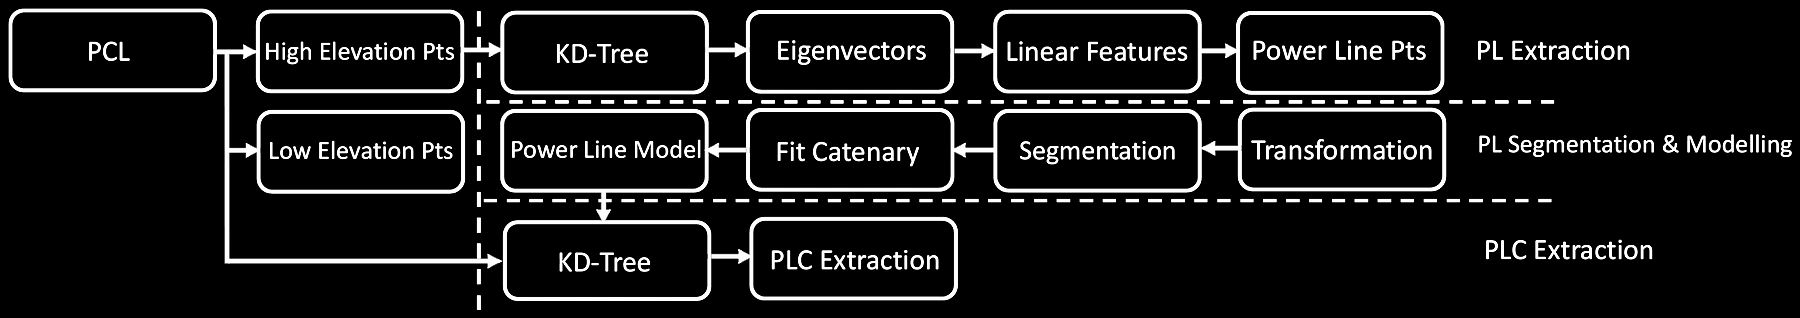 PCL
High Elevation Pts
KD-Tree
Eigenvectors
Linear Features
Power Line Pts
PL Extraction
Low Elevation Pts
Power Line Model
Fit Catenary
Segmentation
Transformation
PL Segmentation & Modelling
KD-Tree
PLC Extraction
PLC Extraction